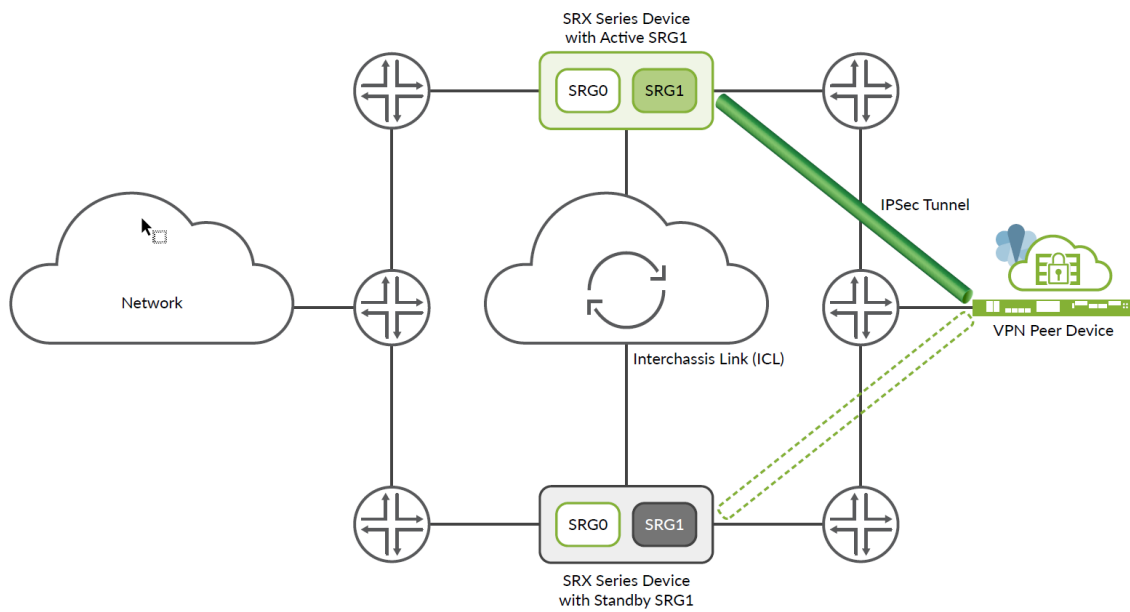 SRX Series Device
with Active SRG1
SRG0
SRG1
IPSec Tunnel
Network
Interchassis Link (ICL)
VPN Peer Device
SRG0
SRG1
SRX Series Device
with Standby SRG1